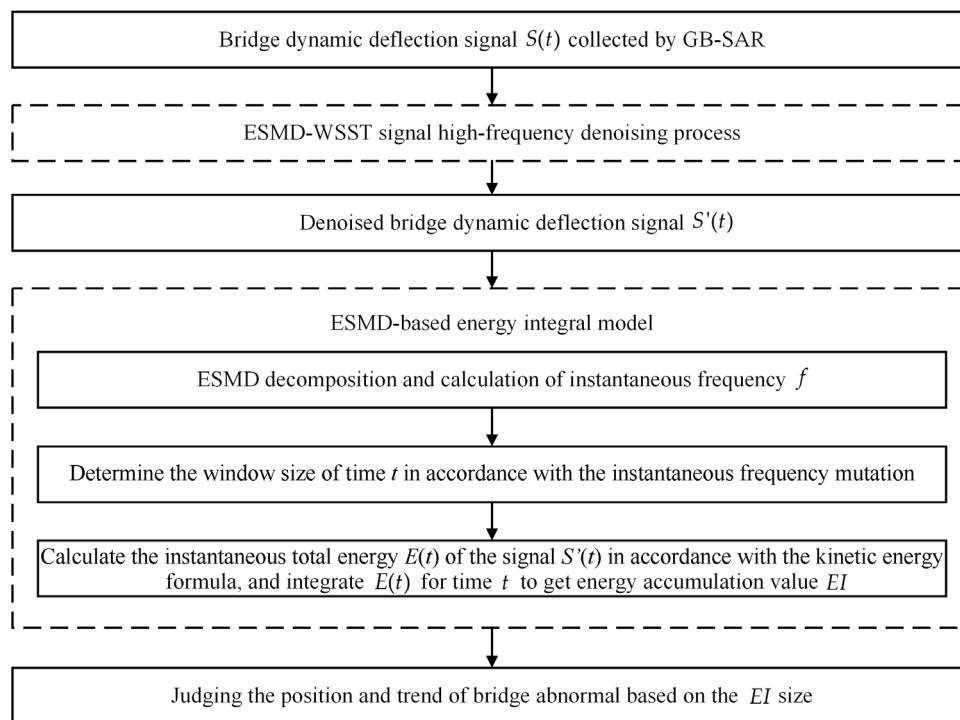 Bridge dynamic deflection signal S(t) collected by GB-SAR
ESMD-WSST signal high-frequency denoising process
Denoised bridge dynamic deflection signal S'(t)
ESMD-based energy integral model
ESMD decomposition and calculation of instantaneous frequency f
Determine the window size of time t in accordance with the instantaneous frequency mutation
Calculate the instantaneous total energy E(t) of the signal S’(t) in accordance with the kinetic energy
formula, and integrate E(t) for time t to get energy accumulation value EI
Judging the position and trend of bridge abnormal based on the EI size